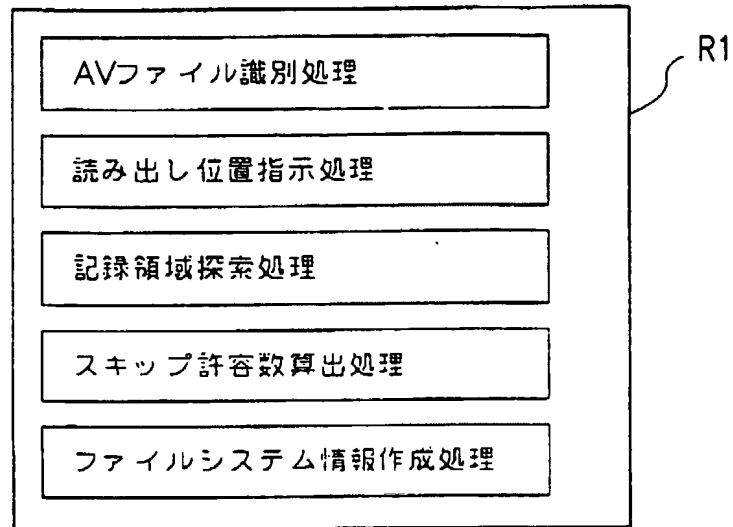 AVファイル識別処理
R1
読み出し位置指示処理
記録領域探索処理
スキップ許容数算出処理
ファイルシステム情報作成処理